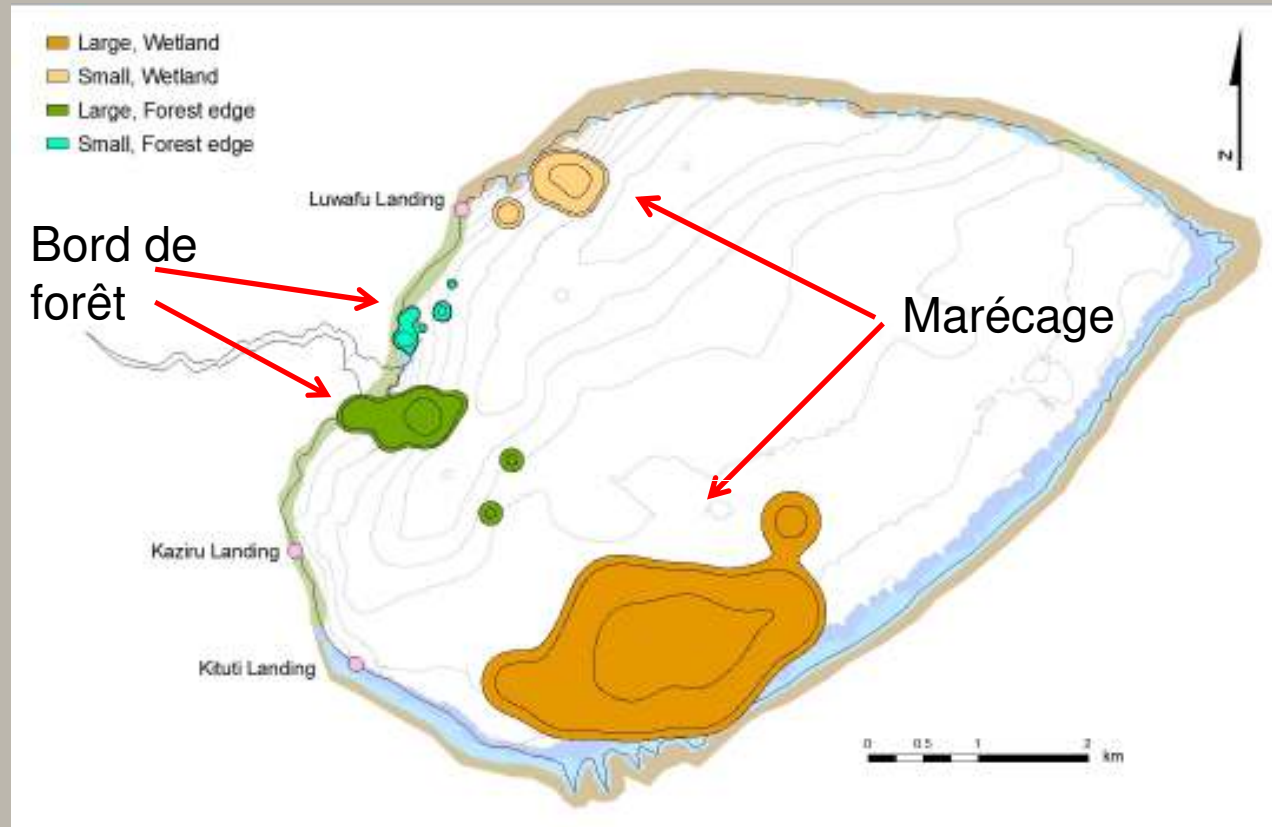 Large, Wetland
Small, Wetland
Large, Forest edge
Small, Forest edge
N
Luwafu Landing
Bord de
forêt
Marécage
Kaziru Landing
Kituti Landing
0 0.5 1 2
km